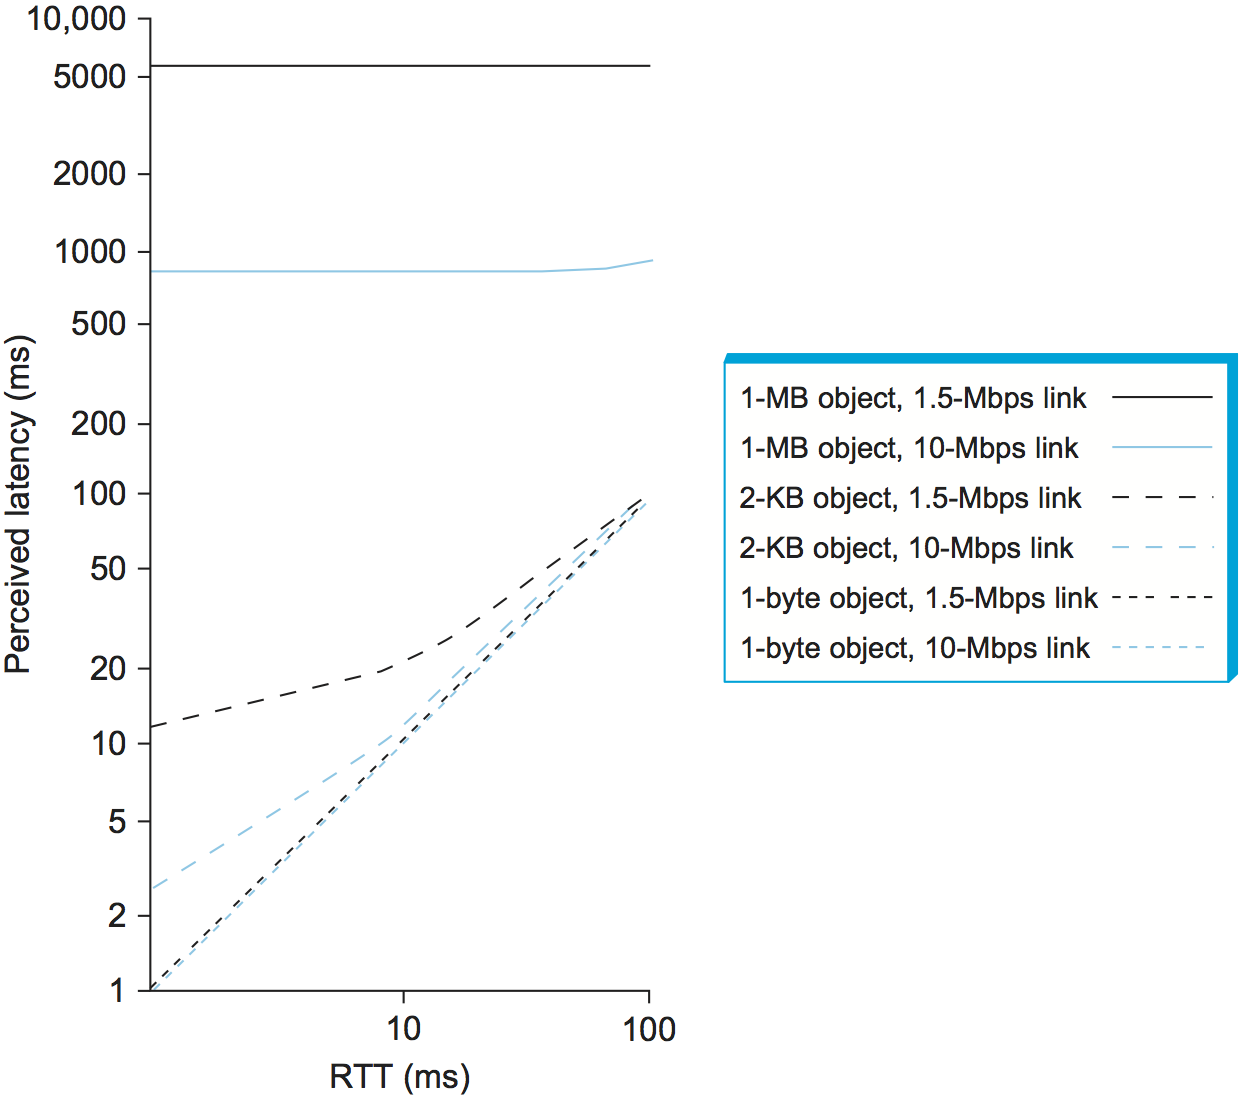 10,000
5000
2000
1000
500
200
100
50
20
10
5
2
1
Perceived latency (ms)
10
100
RTT (ms)
1-MB object, 1.5-Mbps link
1-MB object, 10-Mbps link
2-KB object, 1.5-Mbps link
2-KB object, 10-Mbps link
1-byte object, 1.5-Mbps link
1-byte object, 10-Mbps link